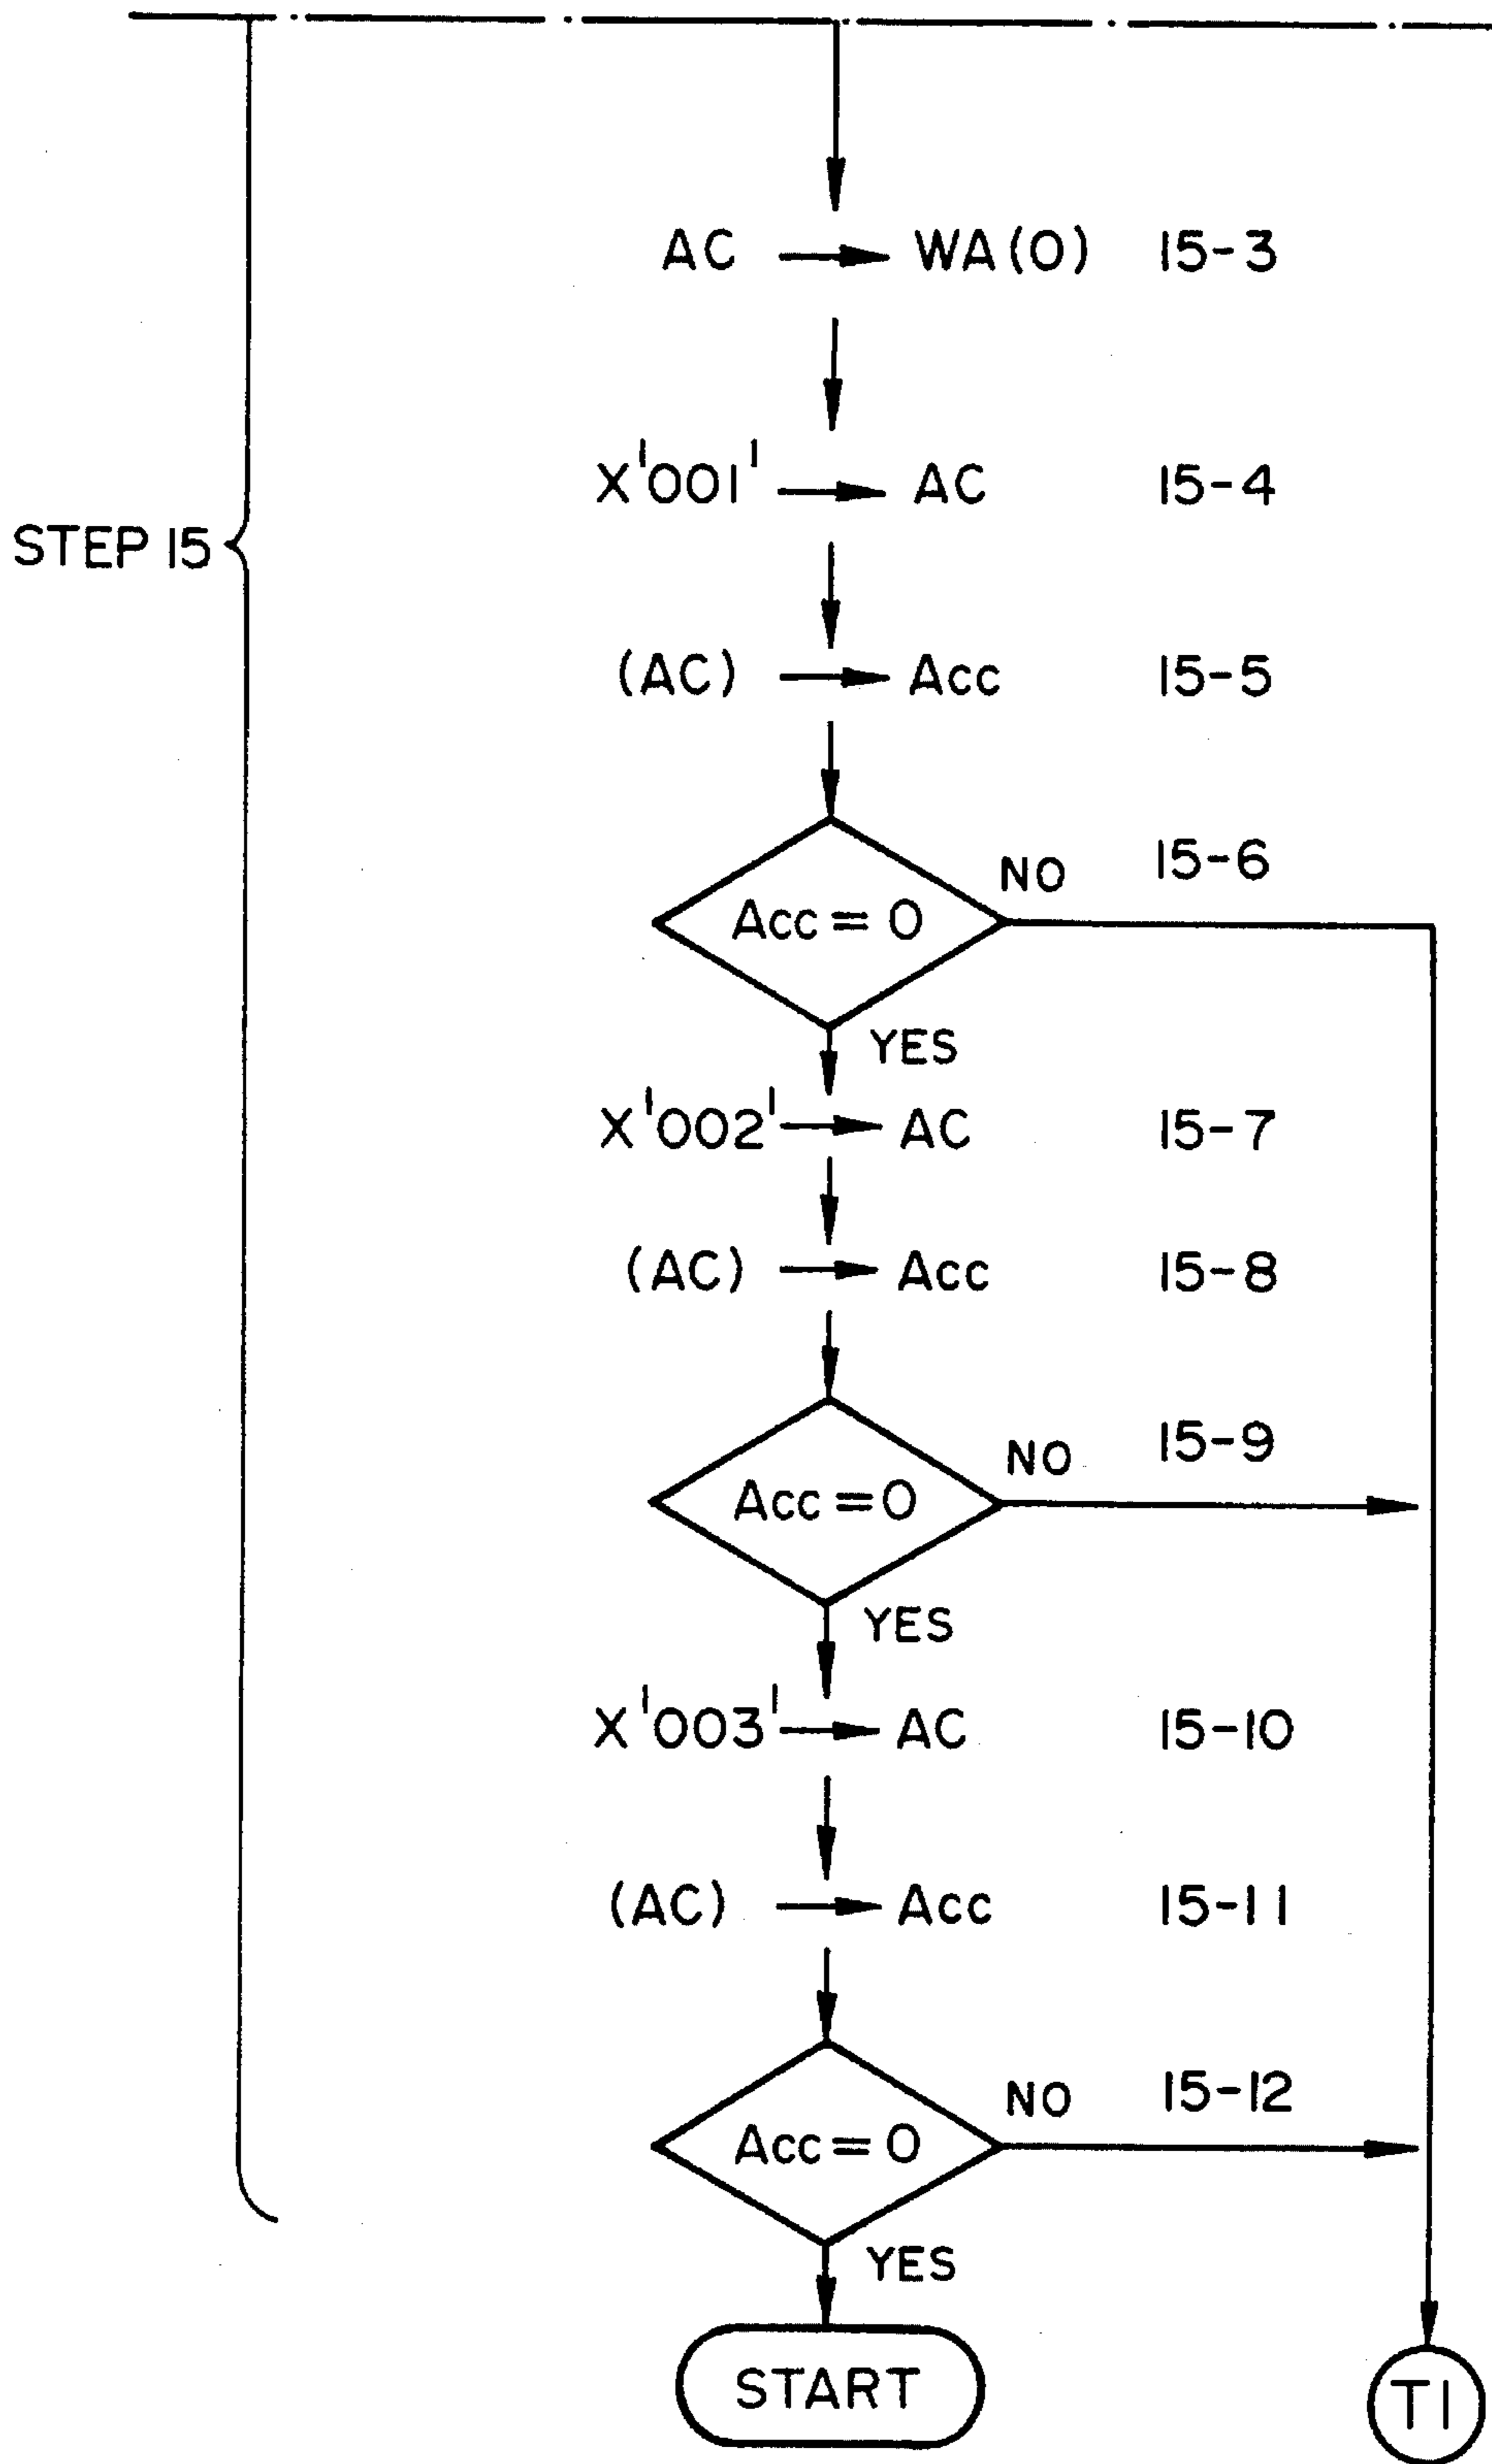 AC → WA(0) 15-3
X'001' → AC 15-4
STEP 15
(AC) → Acc 15-5
NO 15-6
Acc = 0
YES
X'002' → AC 15-7
(AC) → Acc 15-8
NO 15-9
Acc = 0
YES
X'003' → AC 15-10
(AC) → Acc 15-11
NO 15-12
Acc = 0
YES
START
T1